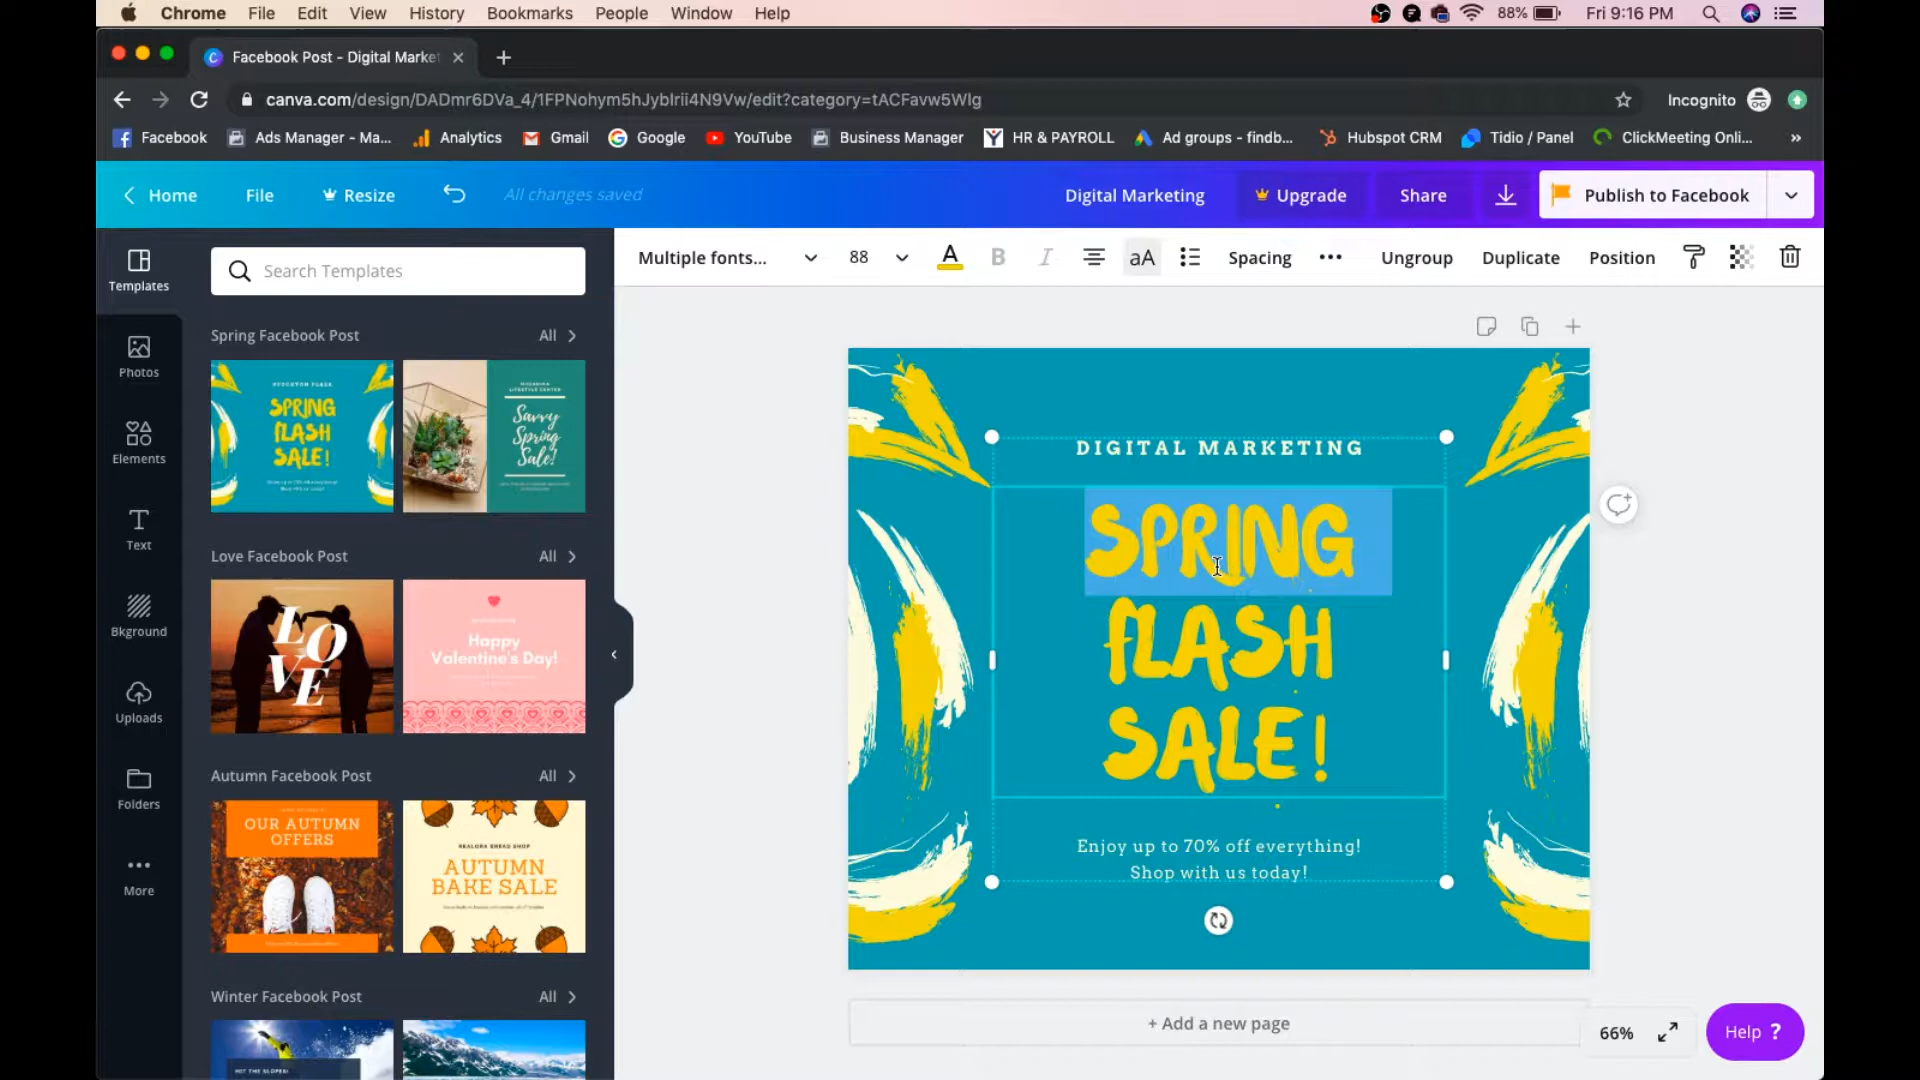 Chrome File Edit View History Bookmarks People Window Help 88% Fri 9:16 PM
Facebook Post - Digital Marke
canva.com/design/DADmr6DVa_4/1FPNohym5hJyblrii4N9Vw/edit?category=tACFavw5Wlg Incognito
Facebook Ads Manager - Ma... Analytics Gmail Google YouTube Business Manager HR & PAYROLL Ad groups - findb... Hubspot CRM Tidio / Panel ClickMeeting Onli... »
Home File Resize All changes saved Digital Marketing Upgrade Share Publish to Facebook
Multiple fonts... 88 A B I aA Spacing Ungroup Duplicate Position
Templates
Photos
Elements
Text
Bkground
Uploads
Folders
More
Search Templates
Spring Facebook Post All
SPRING
FLASH
SALE!
Savvy
Spring
Sale!
Love Facebook Post All
LO
VE
Happy
Valentine's Day!
Autumn Facebook Post All
OUR AUTUMN
OFFERS
AUTUMN
BAKE SALE
Winter Facebook Post All
HIT THE SLOPES!
DIGITAL MARKETING
SPRING
FLASH
SALE!
Enjoy up to 70% off everything!
Shop with us today!
+ Add a new page
66%
Help ?